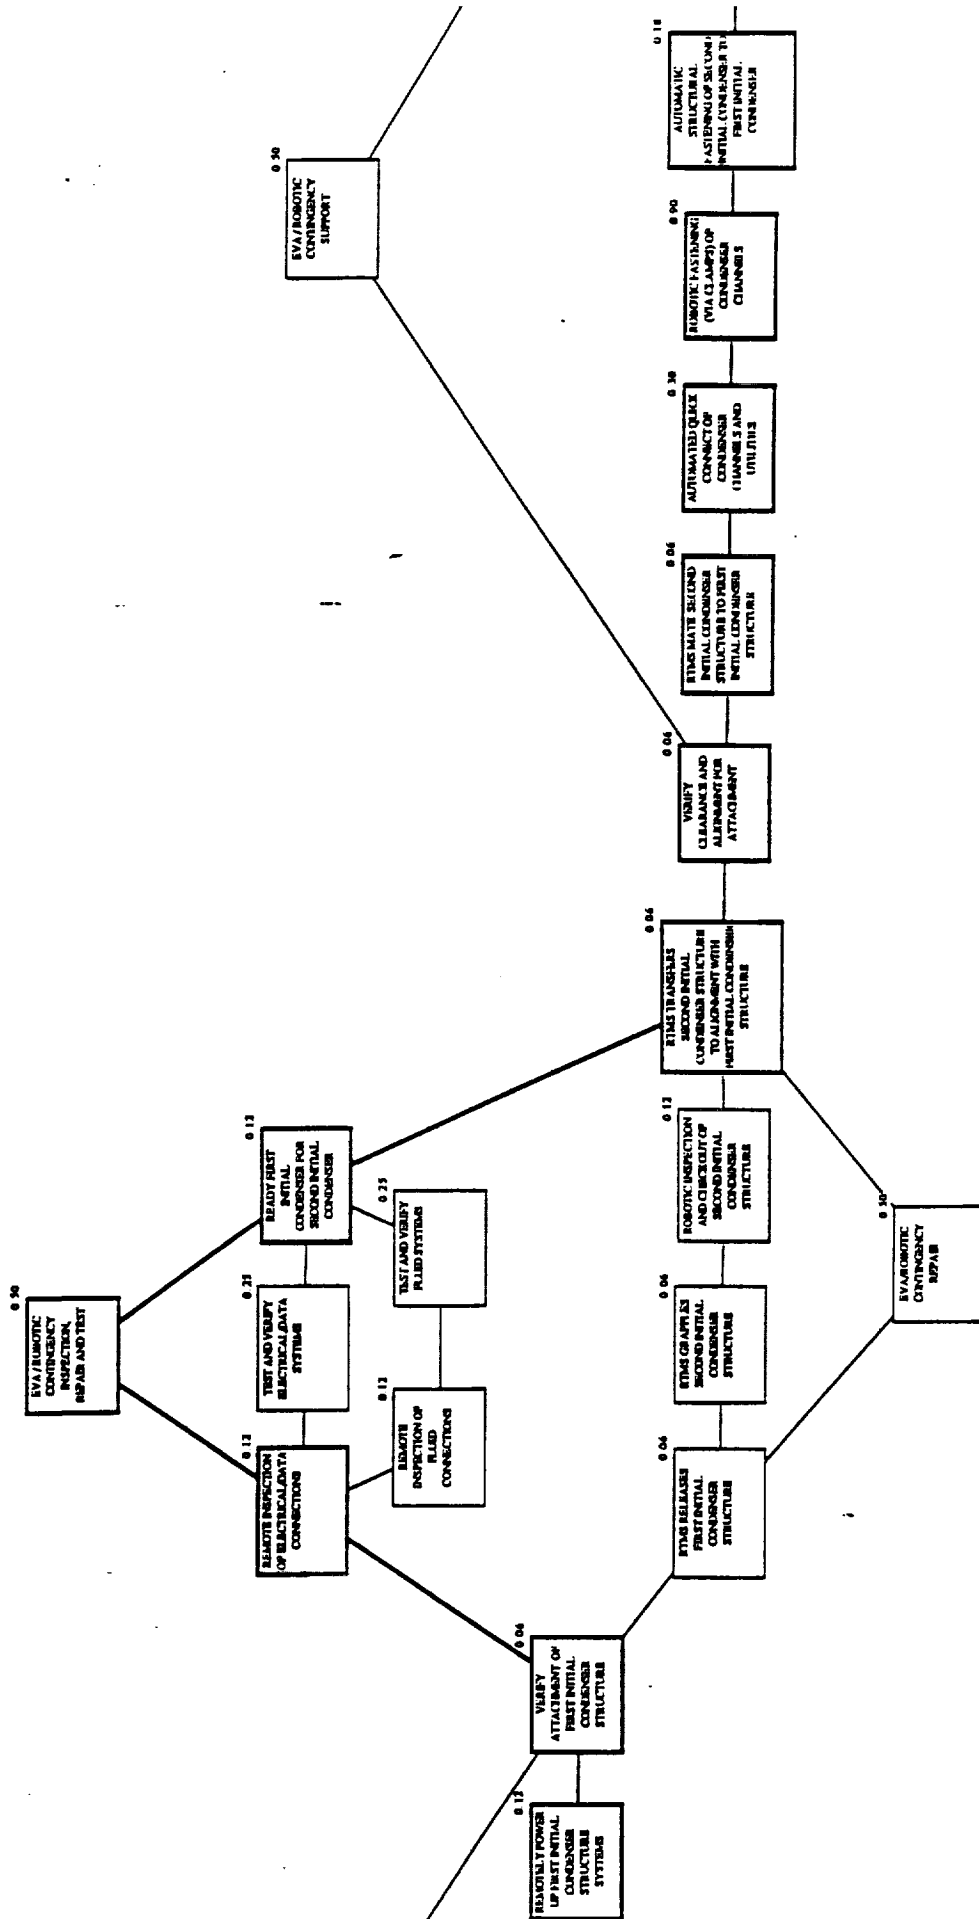 0 12
REMOTELY POWER
UP FIRST INITIAL
CONDENSER
STRUCTURE
SYSTEMS
0 06
VERIFY
ATTACHMENT OF
FIRST INITIAL
CONDENSER
STRUCTURE
0 12
REMOTE INSPECTION
OF ELECTRICAL/DATA
CONNECTIONS
0 50
EVA / ROBOTIC
CONTINGENCY
INSPECTION,
REPAIR AND TEST
0 25
TEST AND VERIFY
ELECTRICAL/DATA
SYSTEMS
0 12
REMOTE
INSPECTION OF
FLUID
CONNECTIONS
0 25
TEST AND VERIFY
FLUID SYSTEMS
0 12
READY FIRST
INITIAL
CONDENSER FOR
SECOND INITIAL
CONDENSER
0 06
RTMS RELEASES
FIRST INITIAL
CONDENSER
STRUCTURE
0 06
RTMS GRAPPLES
SECOND INITIAL
CONDENSER
STRUCTURE
0 12
ROBOTIC INSPECTION
AND CHECK OUT OF
SECOND INITIAL
CONDENSER
STRUCTURE
0 50
EVA/ROBOTIC
CONTINGENCY
REPAIR
0 06
RTMS TRANSFERS
SECOND INITIAL
CONDENSER STRUCTURE
TO ALIGNMENT WITH
FIRST INITIAL CONDENSER
STRUCTURE
0 06
VERIFY
CLEARANCE AND
ALIGNMENT FOR
ATTACHMENT
0 50
EVA / ROBOTIC
CONTINGENCY
SUPPORT
0 06
RTMS MATE SECOND
INITIAL CONDENSER
STRUCTURE TO FIRST
INITIAL CONDENSER
STRUCTURE
0 30
AUTOMATED QUICK
CONNECT OF
CONDENSER
CHANNELS AND
UTILITIES
0 90
ROBOTIC FASTENING
(VIA CLAMPS) OF
CONDENSER
CHANNELS
AUTOMATIC
STRUCTURAL
FASTENING OF SECOND
INITIAL CONDENSER TO
FIRST INITIAL
CONDENSER